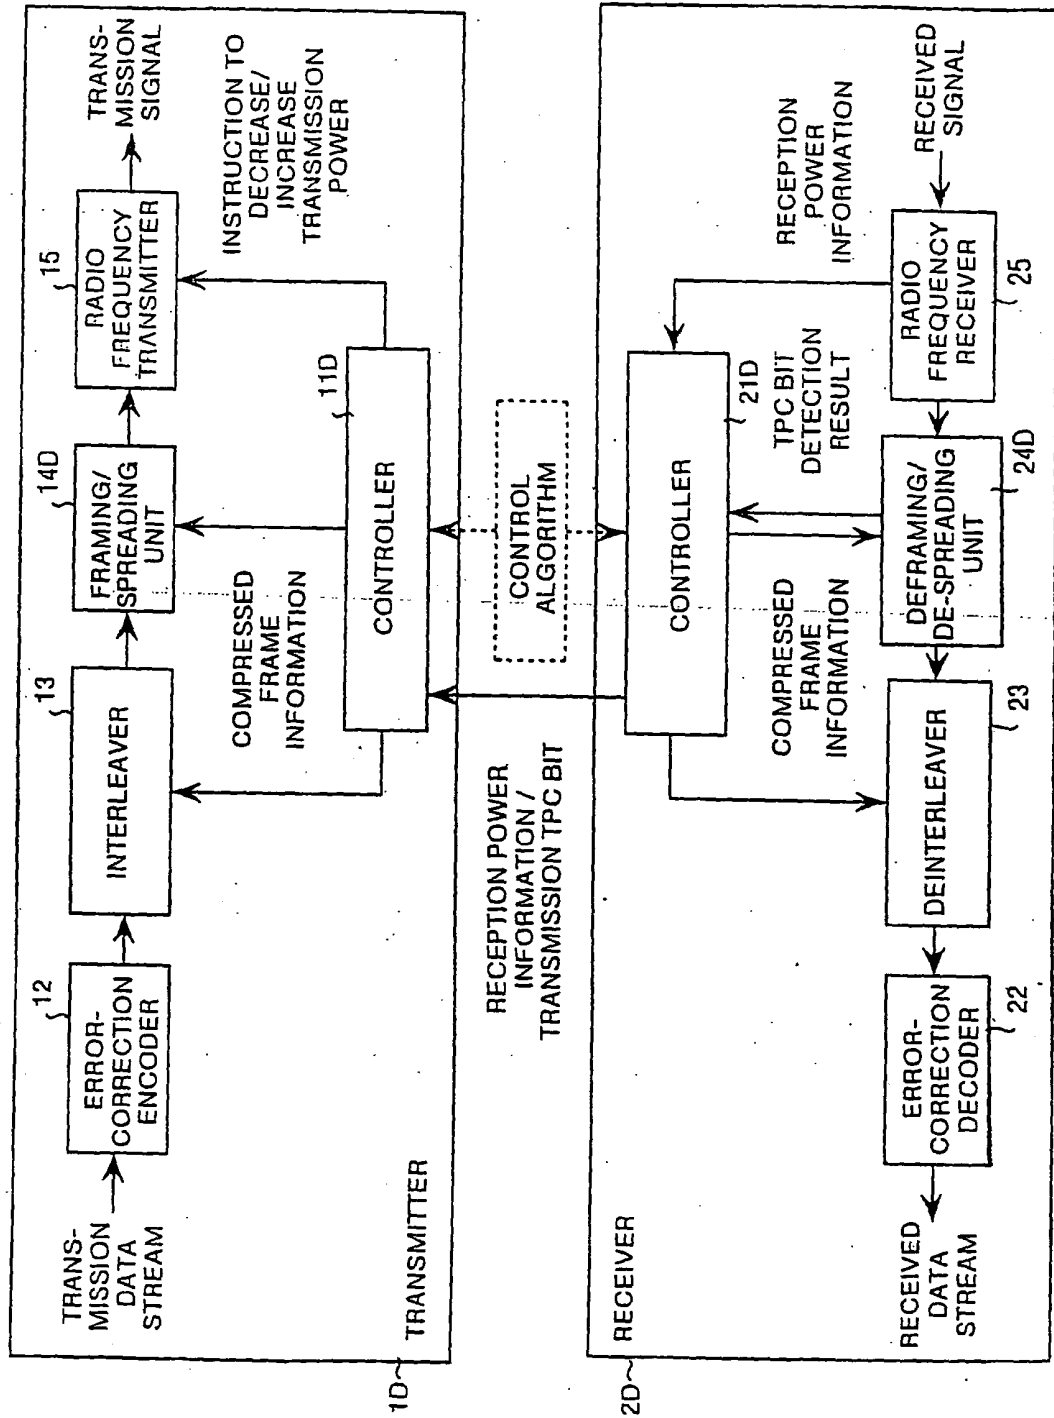 TRANS-
MISSION
DATA
STREAM
12
ERROR-
CORRECTION
ENCODER
13
INTERLEAVER
14D
FRAMING/
SPREADING
UNIT
15
RADIO
FREQUENCY
TRANSMITTER
TRANS-
MISSION
SIGNAL
COMPRESSED
FRAME
INFORMATION
INSTRUCTION TO
DECREASE/
INCREASE
TRANSMISSION
POWER
11D
CONTROLLER
TRANSMITTER
1D
RECEPTION POWER
INFORMATION /
TRANSMISSION TPC BIT
CONTROL
ALGORITHM
2D
RECEIVER
CONTROLLER
21D
RECEPTION
POWER
INFORMATION
COMPRESSED
FRAME
INFORMATION
TPC BIT
DETECTION
RESULT
RECEIVED
DATA
STREAM
ERROR-
CORRECTION
DECODER
22
DEINTERLEAVER
23
DEFRAMING/
DE-SPREADING
UNIT
24D
RADIO
FREQUENCY
RECEIVER
25
RECEIVED
SIGNAL